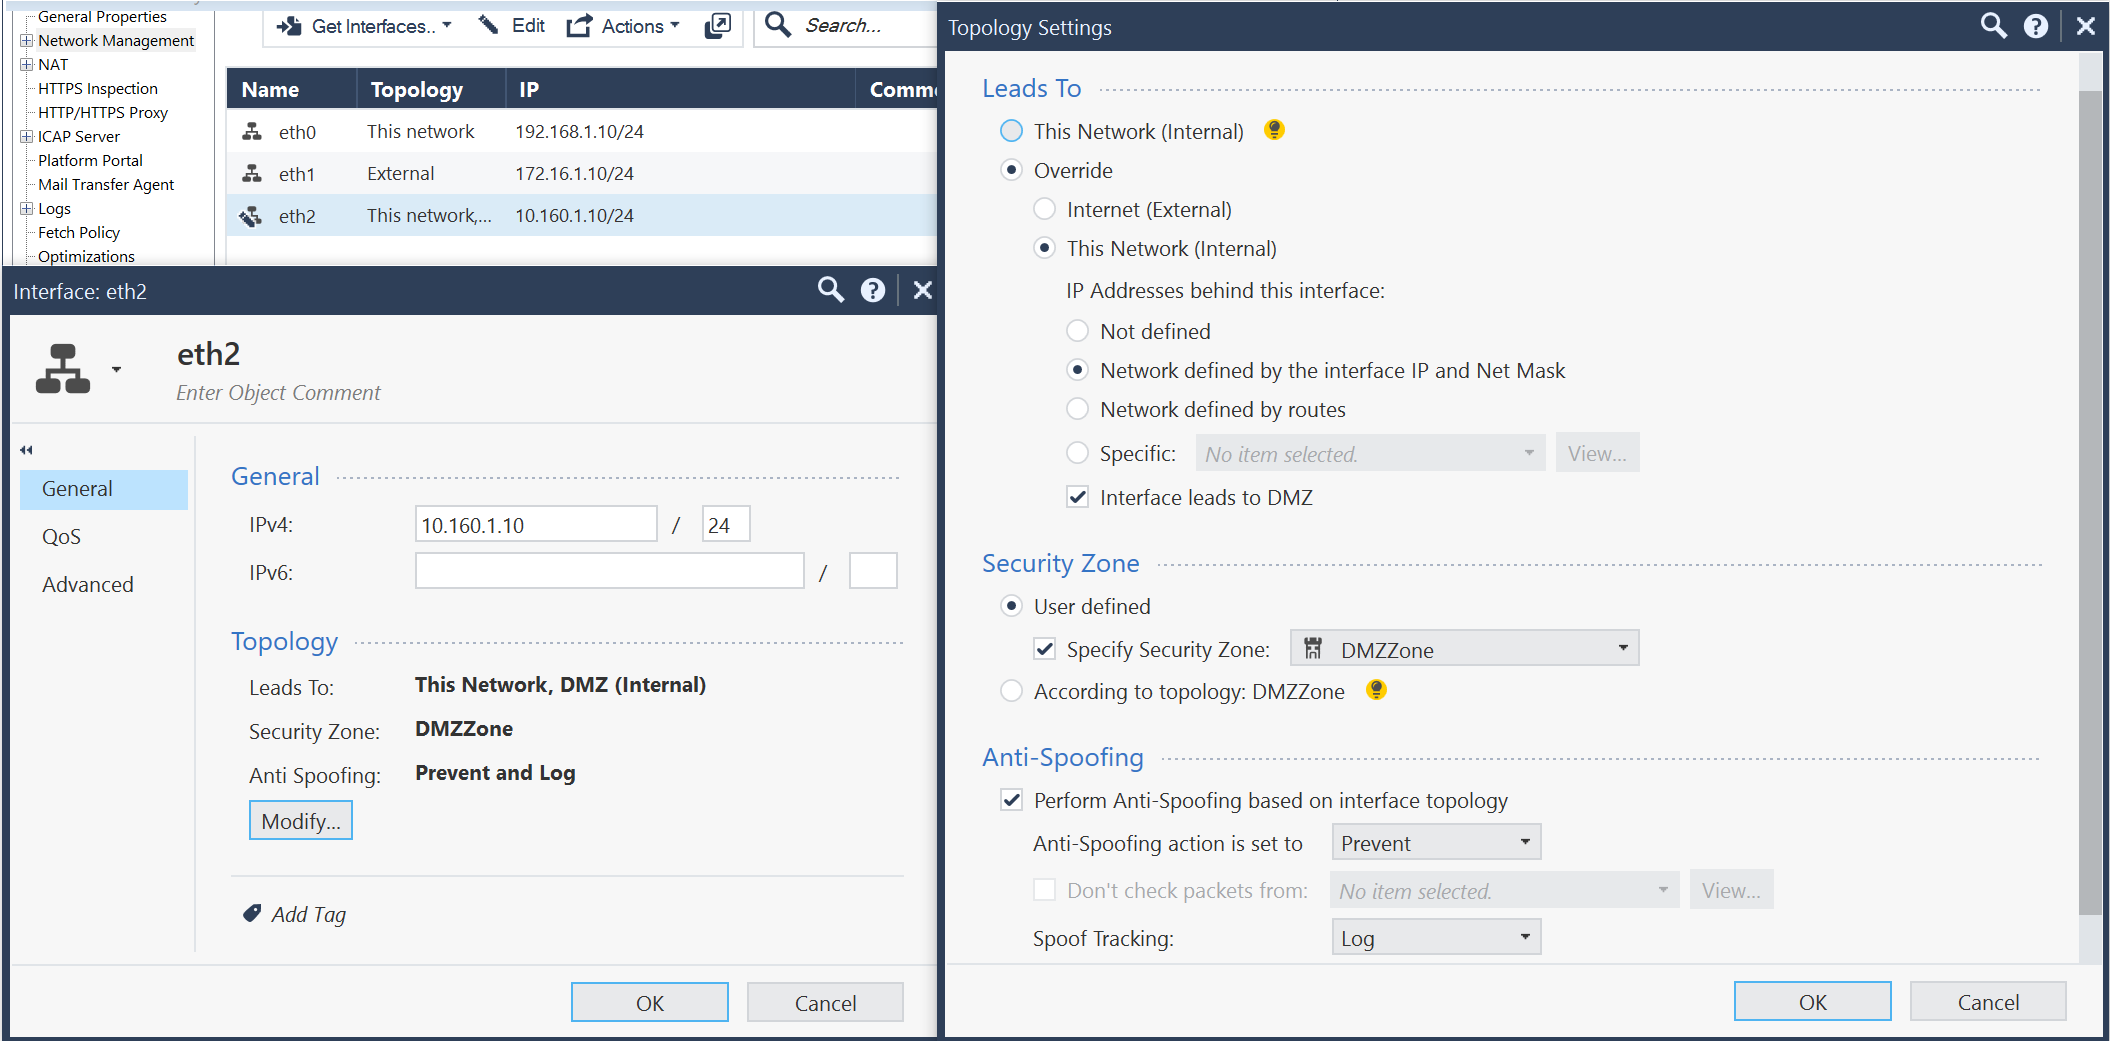 General Properties
Network Management
NAT
HTTPS Inspection
HTTP/HTTPS Proxy
ICAP Server
Platform Portal
Mail Transfer Agent
Logs
Fetch Policy
Optimizations
Get Interfaces..
Edit
Actions
Search...
Name Topology IP Comme
eth0 This network 192.168.1.10/24
eth1 External 172.16.1.10/24
eth2 This network,... 10.160.1.10/24
Interface: eth2
eth2
Enter Object Comment
General
QoS
Advanced
General
IPv4: 10.160.1.10 / 24
IPv6: /
Topology
Leads To: This Network, DMZ (Internal)
Security Zone: DMZZone
Anti Spoofing: Prevent and Log
Modify...
Add Tag
OK Cancel
Topology Settings
Leads To
This Network (Internal)
Override
Internet (External)
This Network (Internal)
IP Addresses behind this interface:
Not defined
Network defined by the interface IP and Net Mask
Network defined by routes
Specific: No item selected. View...
Interface leads to DMZ
Security Zone
User defined
Specify Security Zone: DMZZone
According to topology: DMZZone
Anti-Spoofing
Perform Anti-Spoofing based on interface topology
Anti-Spoofing action is set to Prevent
Don't check packets from: No item selected. View...
Spoof Tracking: Log
OK Cancel